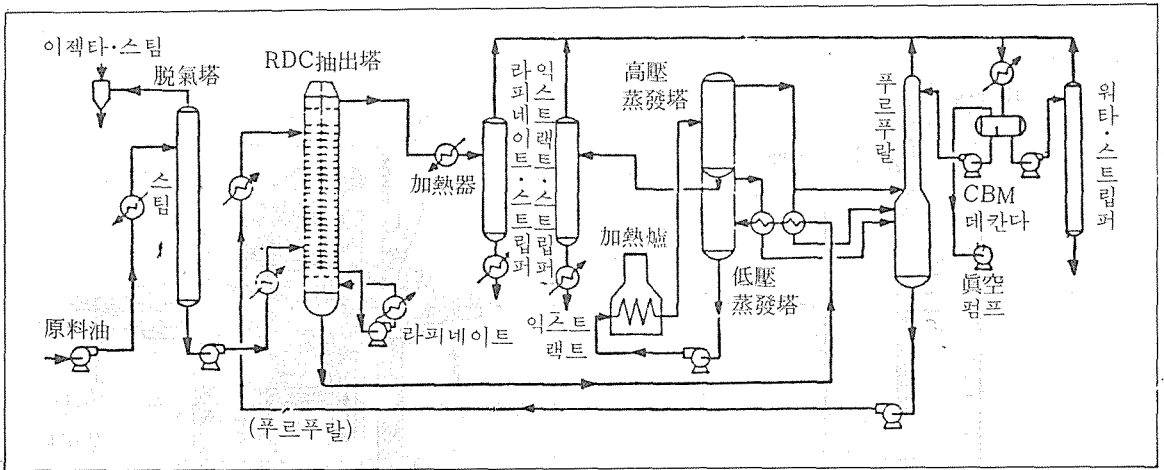 이젝타·스팀
脫氣塔
RDC抽出塔
스팀
原料油
加熱器
라피네이트·스트립퍼
익스트랙트·스트립퍼
高壓
蒸發塔
加熱爐
低壓
蒸發塔
라피네이트
익스트
랙트
푸르푸랄
CBM
데칸다
眞空
펌프
워타·스트립퍼
(푸르푸랄)